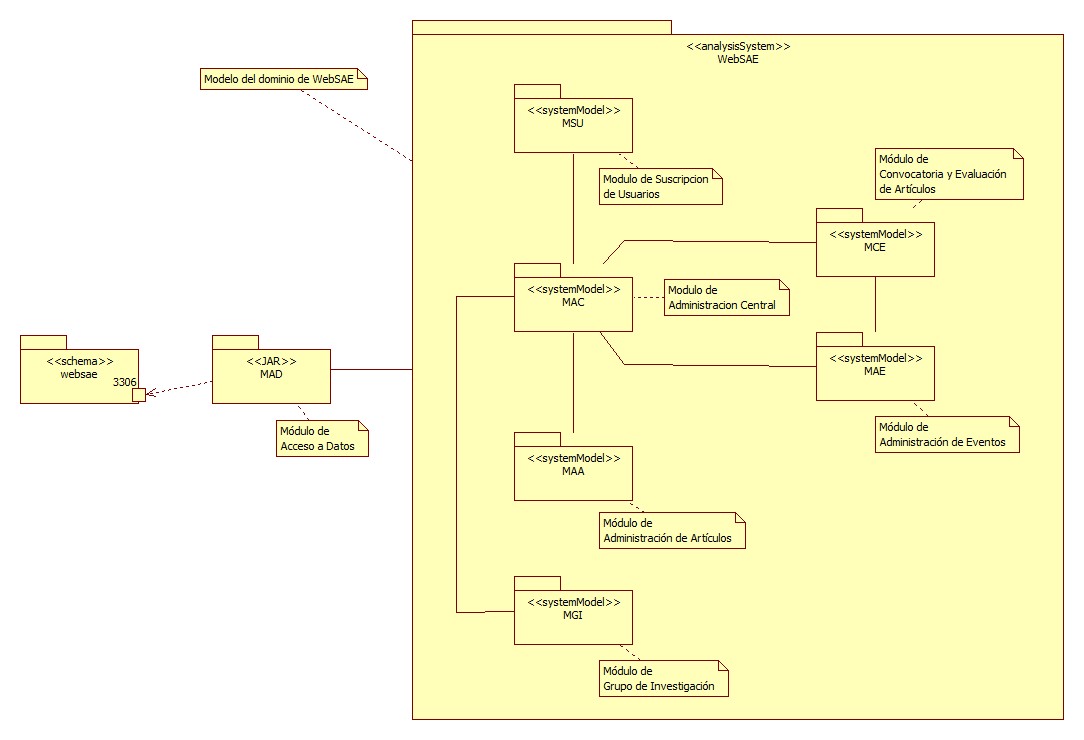 <<analysisSystem>>
WebSAE
Modelo del dominio de WebSAE
<<systemModel>>
MSU
Modulo de Suscripcion
de Usuarios
Módulo de
Convocatoria y Evaluación
de Artículos
<<systemModel>>
MCE
<<systemModel>>
MAC
Modulo de
Administracion Central
<<schema>>
websae
3306
<<JAR>>
MAD
Módulo de
Acceso a Datos
<<systemModel>>
MAE
Módulo de
Administración de Eventos
<<systemModel>>
MAA
Módulo de
Administración de Artículos
<<systemModel>>
MGI
Módulo de
Grupo de Investigación